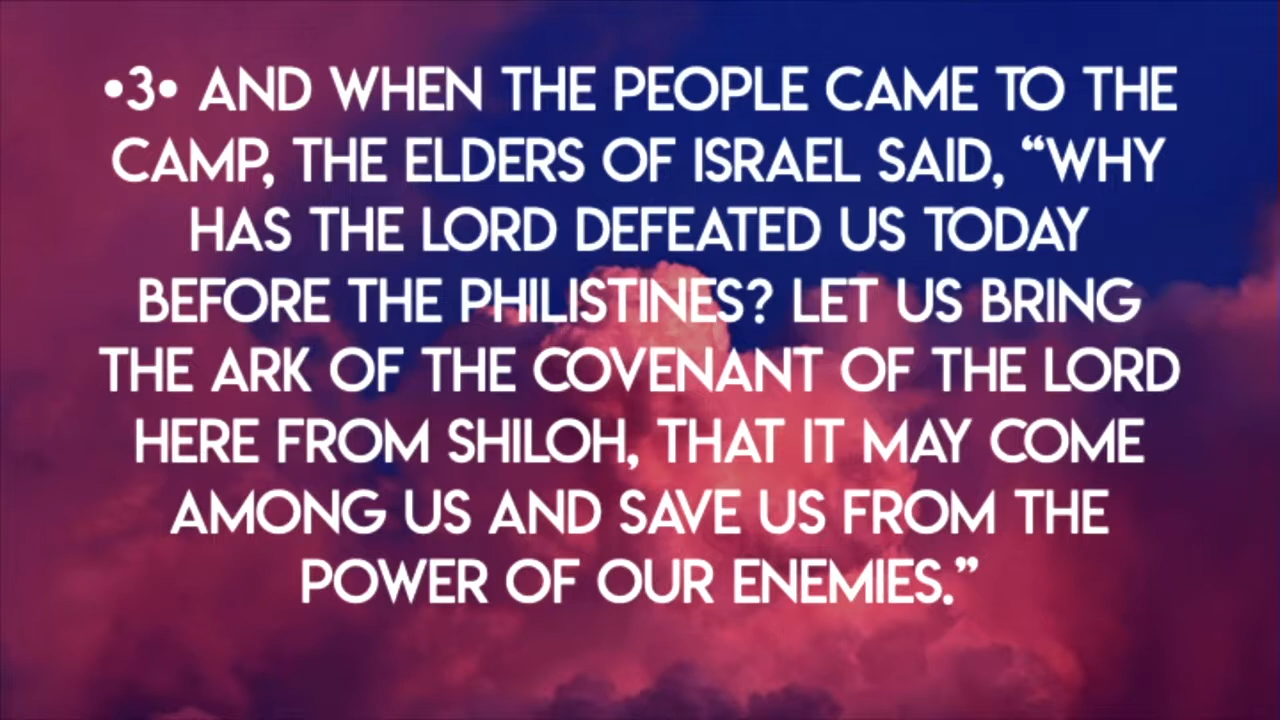 •3• AND WHEN THE PEOPLE CAME TO THE
CAMP, THE ELDERS OF ISRAEL SAID, “WHY
HAS THE LORD DEFEATED US TODAY
BEFORE THE PHILISTINES? LET US BRING
THE ARK OF THE COVENANT OF THE LORD
HERE FROM SHILOH, THAT IT MAY COME
AMONG US AND SAVE US FROM THE
POWER OF OUR ENEMIES.”